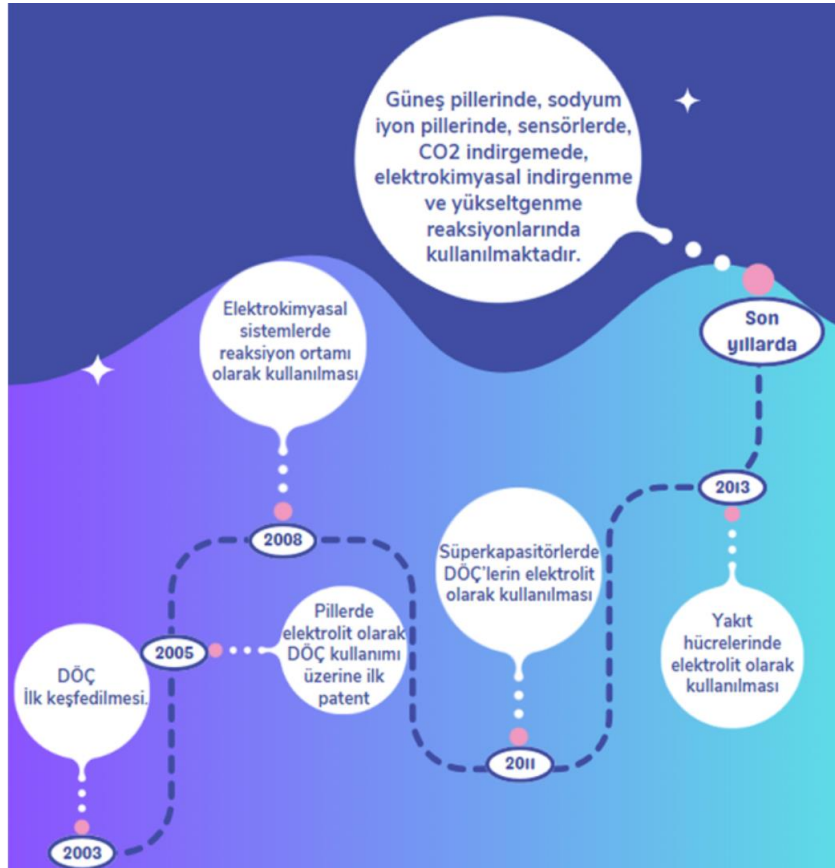 Güneş pillerinde, sodyum
iyon pillerinde, sensörlerde,
CO2 indirgemede,
elektrokimyasal indirgenme
ve yükseltgenme
reaksiyonlarında
kullanılmaktadır.
Son
yıllarda
Elektrokimyasal
sistemlerde
reaksiyon ortamı
olarak kullanılması
2008
2013
Süperkapasitörlerde
DÖÇ'lerin elektrolit
olarak kullanılması
Pillerde
elektrolit olarak
DÖÇ kullanımı
üzerine ilk
patent
2005
DÖÇ
İlk keşfedilmesi.
Yakıt
hücrelerinde
elektrolit olarak
kullanılması
2011
2003